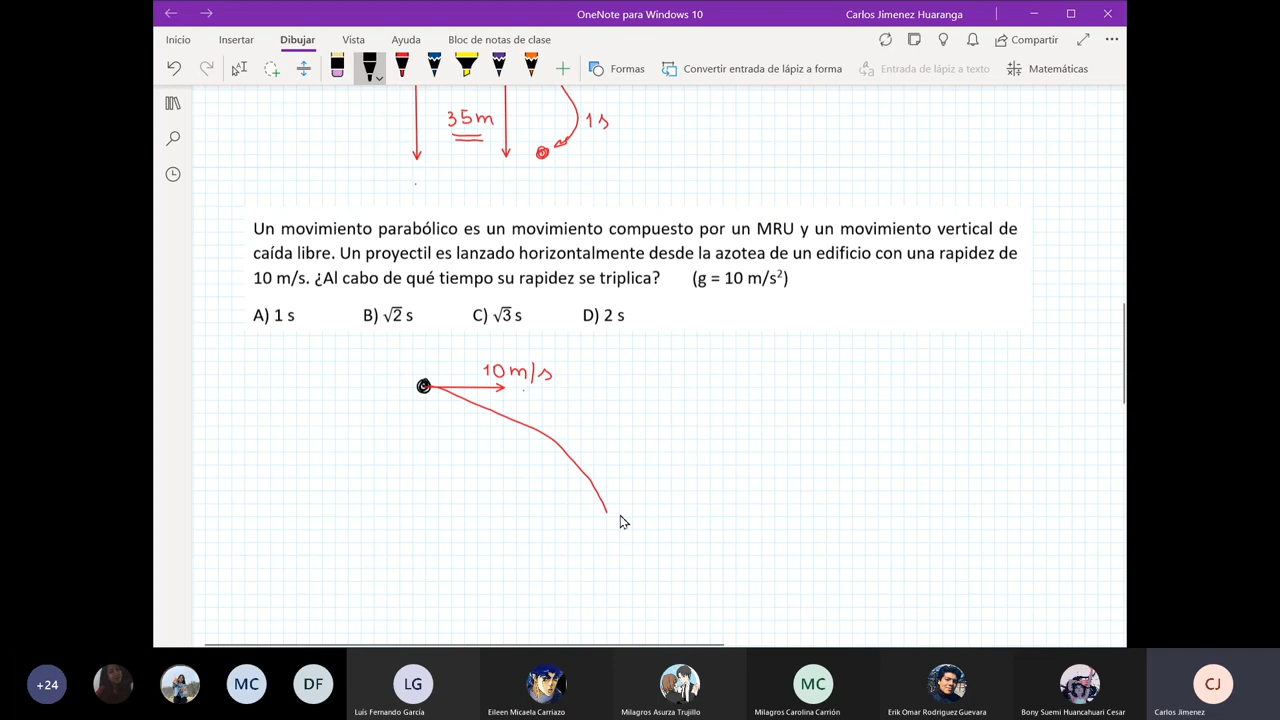 OneNote para Windows 10
Carlos Jimenez Huaranga
Inicio Insertar Dibujar Vista Ayuda Bloc de notas de clase
Compartir
Formas Convertir entrada de lápiz a forma Entrada de lápiz a texto Matemáticas
35m
1s
Un movimiento parabólico es un movimiento compuesto por un MRU y un movimiento vertical de
caída libre. Un proyectil es lanzado horizontalmente desde la azotea de un edificio con una rapidez de
10 m/s. ¿Al cabo de qué tiempo su rapidez se triplica? (g = 10 m/s²)
A) 1 s B) √2 s C) √3 s D) 2 s
10m/s
+24 MC DF LG MC CJ
Luís Fernando García Eileen Micaela Carriazo Milagros Asurza Trujillo Milagros Carolina Carrión Erik Omar Rodriguez Guevara Bony Suemi Huancahuari Cesar Carlos Jimenez